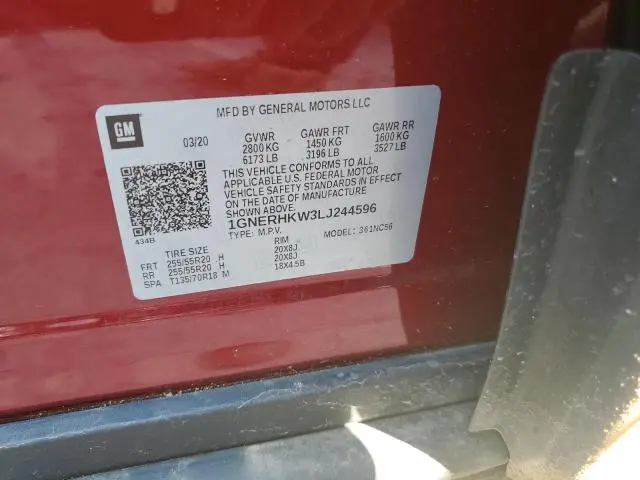 GM
MFD BY GENERAL MOTORS LLC
03/20 GVWR GAWR FRT GAWR RR
2800 KG 1450 KG 1600 KG
6173 LB 3196 LB 3527 LB
THIS VEHICLE CONFORMS TO ALL
APPLICABLE U.S. FEDERAL MOTOR
VEHICLE SAFETY STANDARDS IN EFFECT
ON THE DATE OF MANUFACTURE
1GNERHKW3LJ244596
TYPE: M.P.V. MODEL: 361NC56
434B
TIRE SIZE RIM
FRT 255/55R20 H 20X8J
RR 255/55R20 H 20X8J
SPA T135/70R18 M 18X4.5B